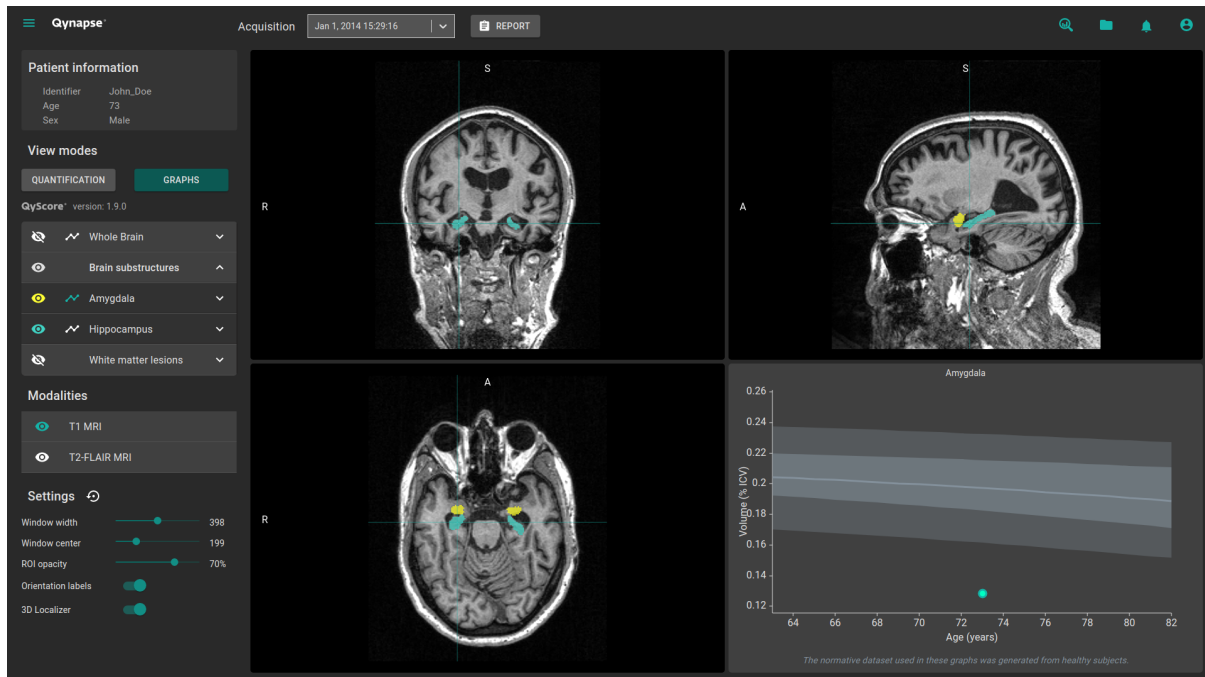 Qynapse
Acquisition
Jan 1, 2014 15:29:16
REPORT
Patient information
Identifier John_Doe
Age 73
Sex Male
View modes
QUANTIFICATION GRAPHS
QyScore® version: 1.9.0
Whole Brain
Brain substructures
Amygdala
Hippocampus
White matter lesions
Modalities
T1 MRI
T2-FLAIR MRI
Settings
Window width 398
Window center 199
ROI opacity 70%
Orientation labels
3D Localizer
S
R
S
A
A
R
Amygdala
Volume (% ICV)
0.26
0.24
0.22
0.2
0.18
0.16
0.14
0.12
64 66 68 70 72 74 76 78 80 82
Age (years)
The normative dataset used in these graphs was generated from healthy subjects.